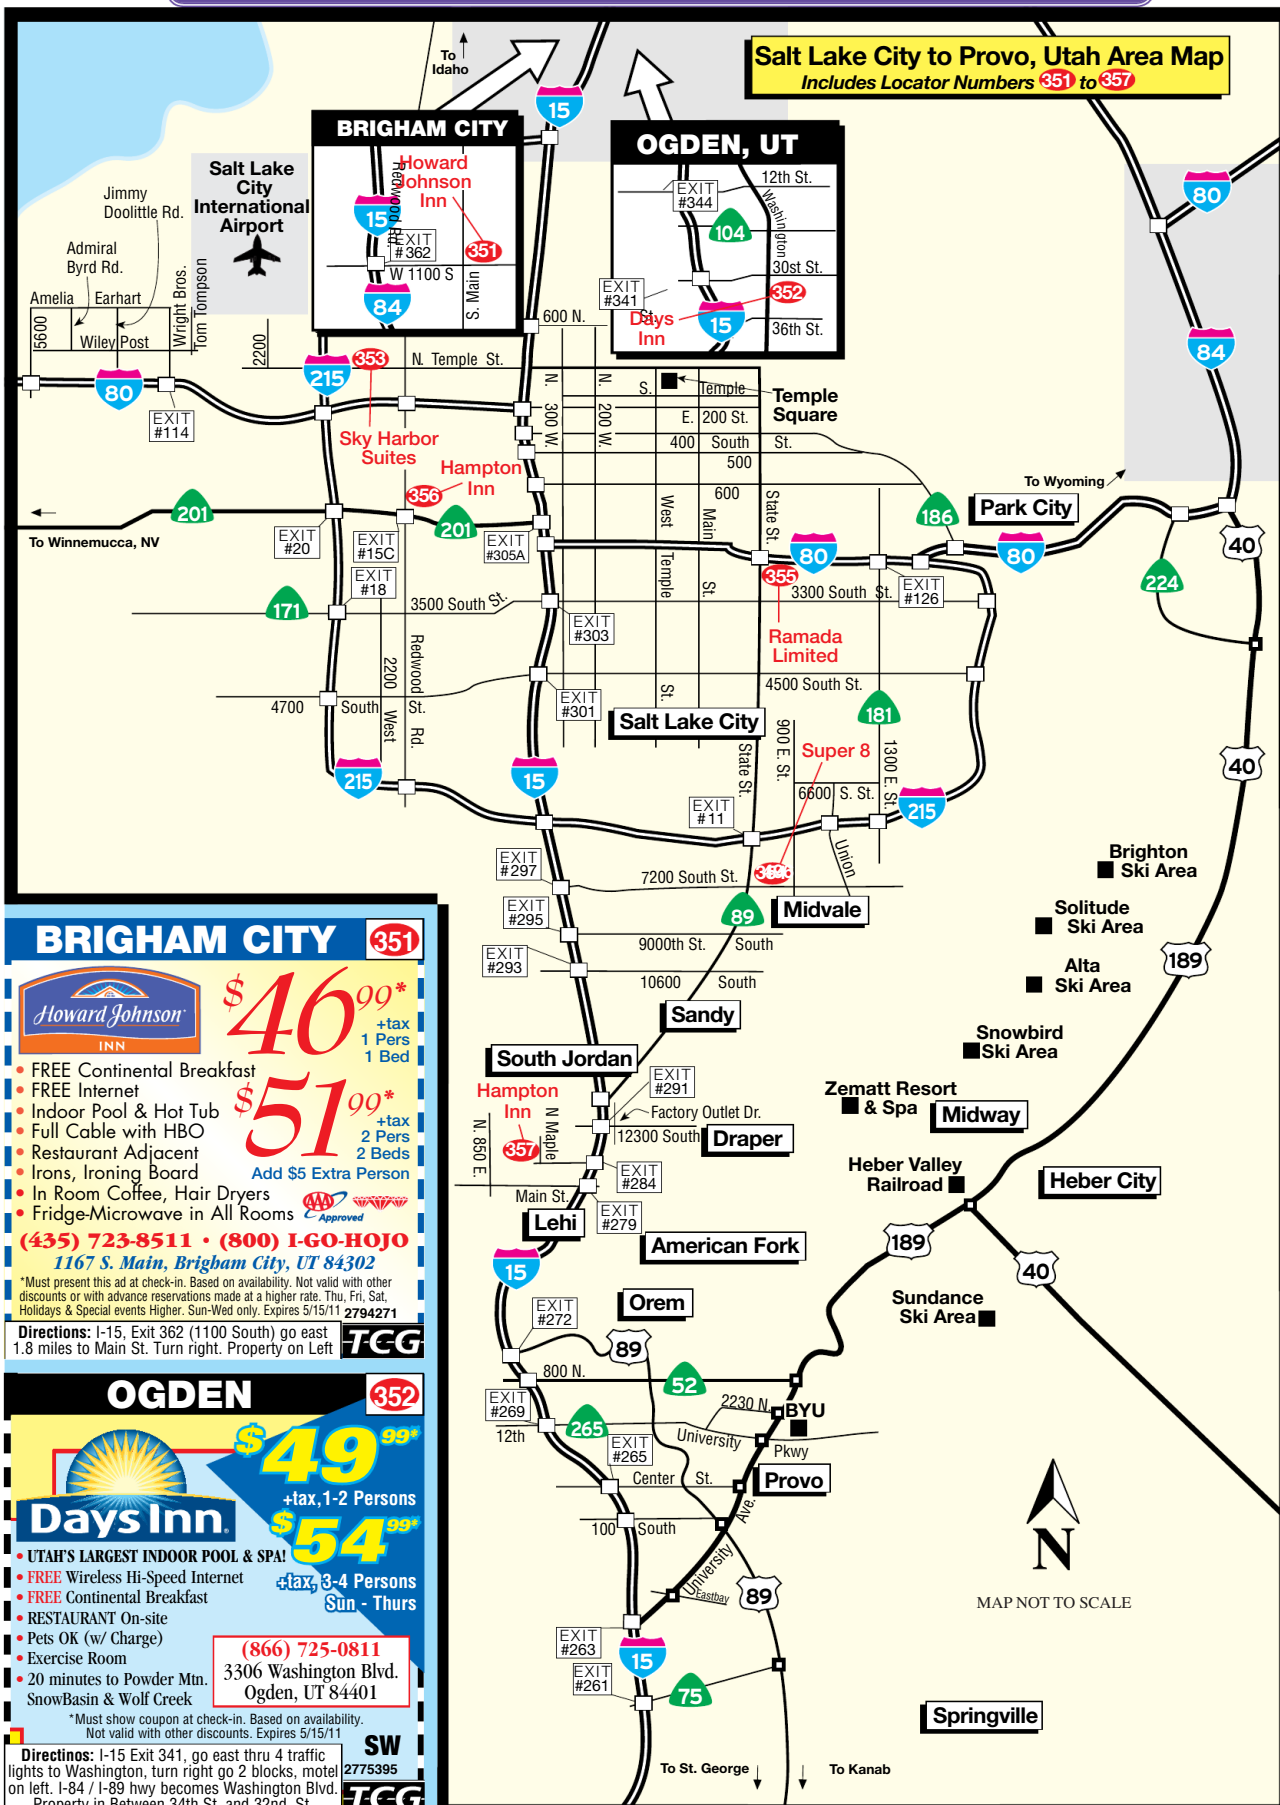 Salt Lake City to Provo, Utah Area Map
Includes Locator Numbers 351 to 357
To
Idaho
15
BRIGHAM CITY
Howard
Johnson
Inn
Redwood Rd.
15
EXIT
#362
351
W 1100 S
S. Main
84
OGDEN, UT
12th St.
EXIT
#344
Washington
104
30st St.
EXIT
#341
352
St.
Days
Inn
15
36th St.
80
84
Salt Lake
City
International
Airport
Jimmy
Doolittle Rd.
Admiral
Byrd Rd.
Amelia
Earhart
5600
Wiley Post
Wright Bros.
Tom Tompson
2200
600 N.
353
N. Temple St.
215
80
EXIT
#114
Sky Harbor
Suites
N.
300 W.
N.
200 W.
S.
Temple
Temple
Square
E.
200 St.
400
South
St.
500
600
Hampton
Inn
356
201
201
To Winnemucca, NV
EXIT
#20
EXIT
#15C
EXIT
#305A
EXIT
#18
171
3500 South St.
West
Temple
St.
Main
St.
State St.
186
Park City
To Wyoming
80
80
40
224
355
3300 South St.
EXIT
#126
EXIT
#303
Ramada
Limited
Redwood
Rd.
2200
West
4700
South
St.
4500 South St.
EXIT
#301
Salt Lake City
181
900 E. St.
State St.
Super 8
1300 E. St.
6600
S. St.
215
15
215
40
EXIT
#11
Union
EXIT
#297
7200 South St.
Midvale
89
EXIT
#295
9000th St.
South
EXIT
#293
10600
South
Brighton
Ski Area
Solitude
Ski Area
Alta
Ski Area
189
Snowbird
Ski Area
Sandy
South Jordan
Zematt Resort
& Spa
Midway
EXIT
#291
Hampton
Inn
Factory Outlet Dr.
N. 850 E.
N Maple
357
12300 South
Draper
EXIT
#284
Main St.
EXIT
#279
Lehi
American Fork
Heber Valley
Railroad
Heber City
189
40
15
Orem
Sundance
Ski Area
EXIT
#272
89
800 N.
52
EXIT
#269
2230 N.
BYU
12th
265
EXIT
#265
University
Pkwy
Center
St.
Provo
Ave.
100
South
University
Eastbay
89
N
MAP NOT TO SCALE
EXIT
#263
15
EXIT
#261
75
Springville
To St. George
To Kanab
BRIGHAM CITY
351
Howard Johnson
INN
$46 99*
+tax
1 Pers
1 Bed
• FREE Continental Breakfast
• FREE Internet
• Indoor Pool & Hot Tub
• Full Cable with HBO
• Restaurant Adjacent
• Irons, Ironing Board
• In Room Coffee, Hair Dryers
• Fridge-Microwave in All Rooms
$51 99*
+tax
2 Pers
2 Beds
Add $5 Extra Person
AAA
Approved
(435) 723-8511 • (800) I-GO-HOJO
1167 S. Main, Brigham City, UT 84302
*Must present this ad at check-in. Based on availability. Not valid with other
discounts or with advance reservations made at a higher rate. Thu, Fri, Sat,
Holidays & Special events Higher. Sun-Wed only. Expires 5/15/11
2794271
Directions: I-15, Exit 362 (1100 South) go east
1.8 miles to Main St. Turn right. Property on Left
TCG
OGDEN
352
$49 99*
+tax,1-2 Persons
Days Inn
$54 99*
+tax, 3-4 Persons
Sun - Thurs
• UTAH'S LARGEST INDOOR POOL & SPA!
• FREE Wireless Hi-Speed Internet
• FREE Continental Breakfast
• RESTAURANT On-site
• Pets OK (w/ Charge)
• Exercise Room
• 20 minutes to Powder Mtn.
SnowBasin & Wolf Creek
(866) 725-0811
3306 Washington Blvd.
Ogden, UT 84401
*Must show coupon at check-in. Based on availability.
Not valid with other discounts. Expires 5/15/11
SW
2775395
Directinos: I-15 Exit 341, go east thru 4 traffic
lights to Washington, turn right go 2 blocks, motel
on left. I-84 / I-89 hwy becomes Washington Blvd.
Property in Between 34th St. and 32nd. St.
TCG